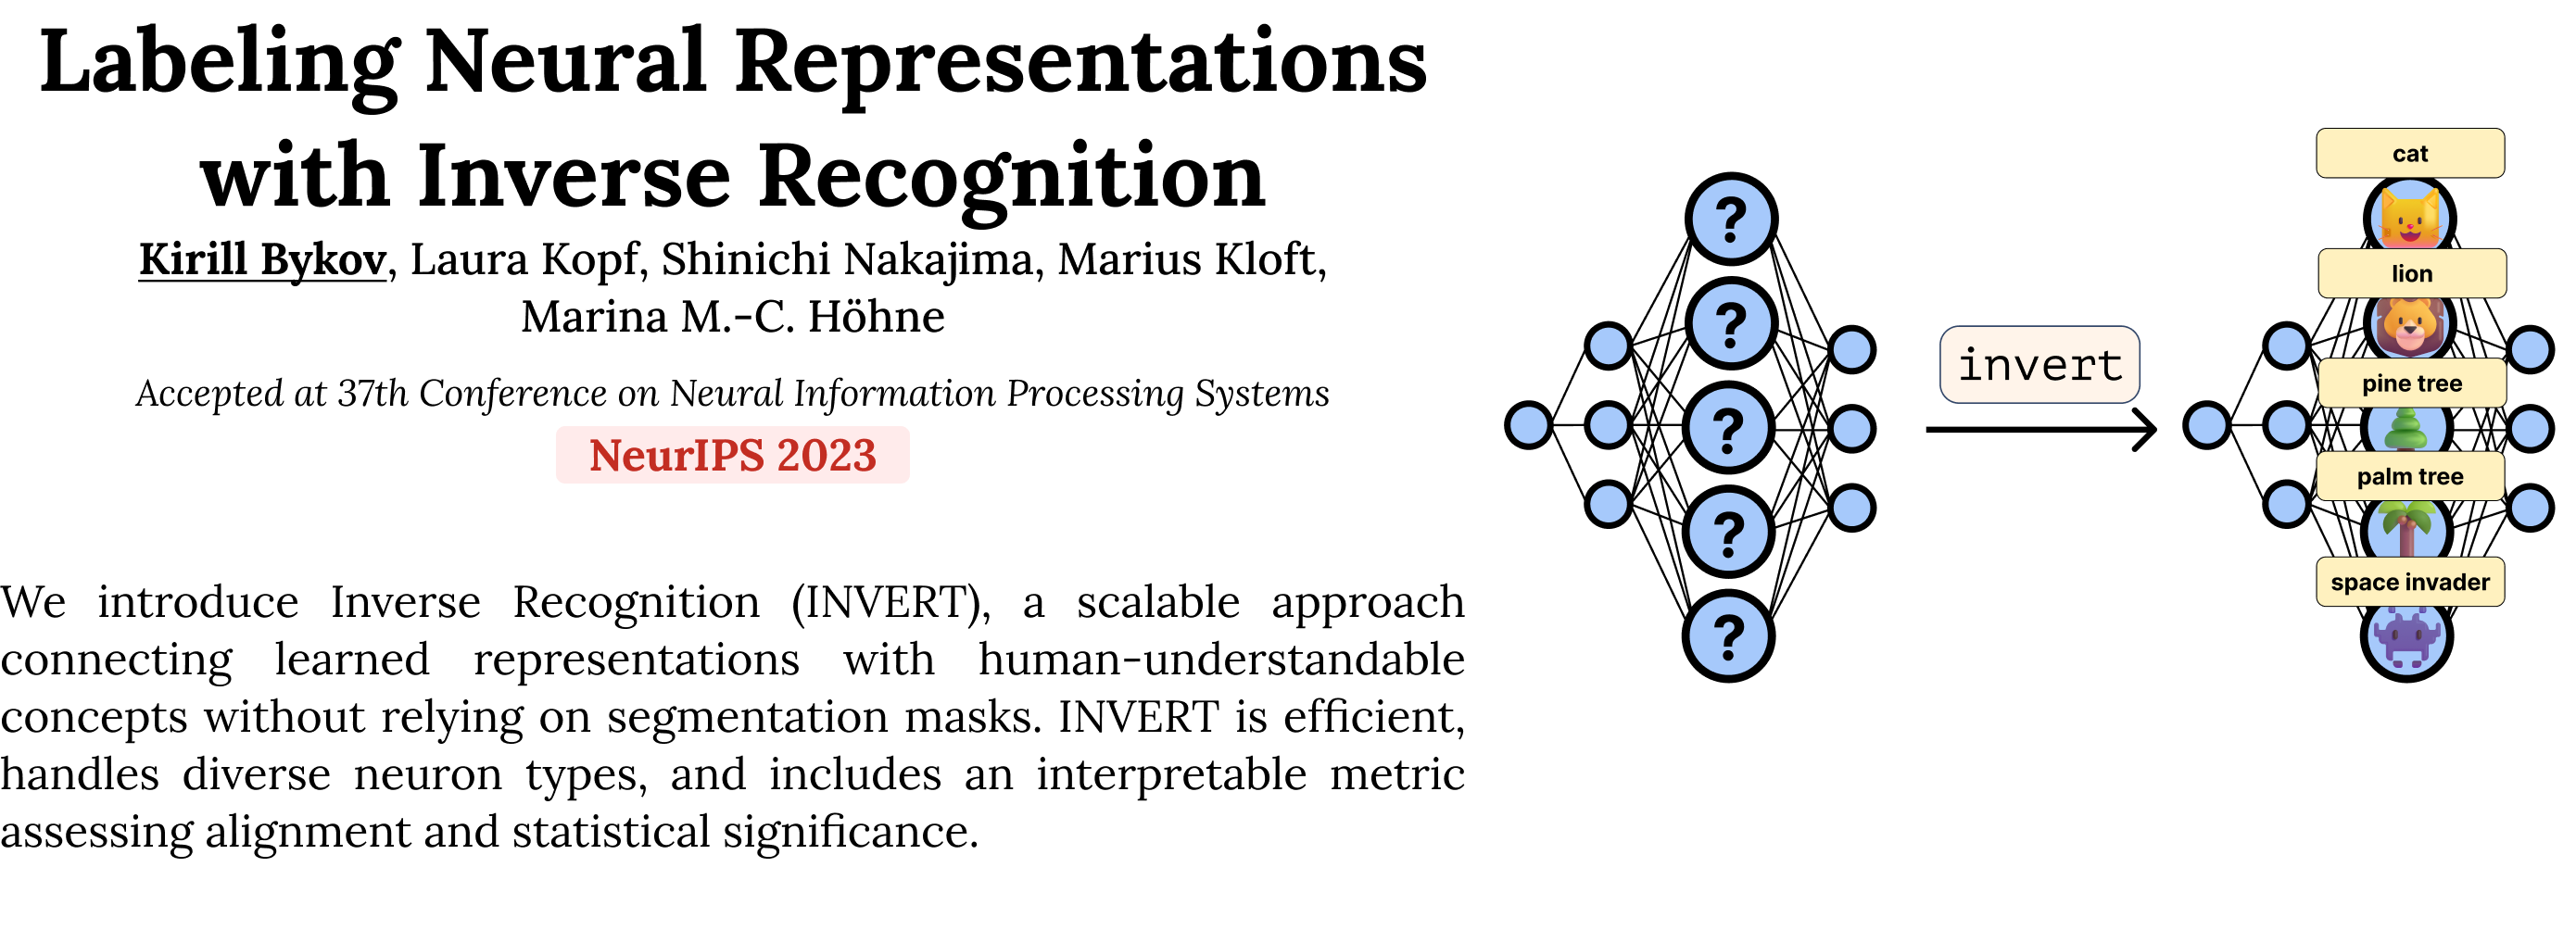 Labeling Neural Representations
with Inverse Recognition
Kirill Bykov, Laura Kopf, Shinichi Nakajima, Marius Kloft,
Marina M.-C. Höhne
Accepted at 37th Conference on Neural Information Processing Systems
NeurIPS 2023
We introduce Inverse Recognition (INVERT), a scalable approach
connecting learned representations with human-understandable
concepts without relying on segmentation masks. INVERT is efficient,
handles diverse neuron types, and includes an interpretable metric
assessing alignment and statistical significance.
?
?
?
?
?
invert
cat
lion
pine tree
palm tree
space invader